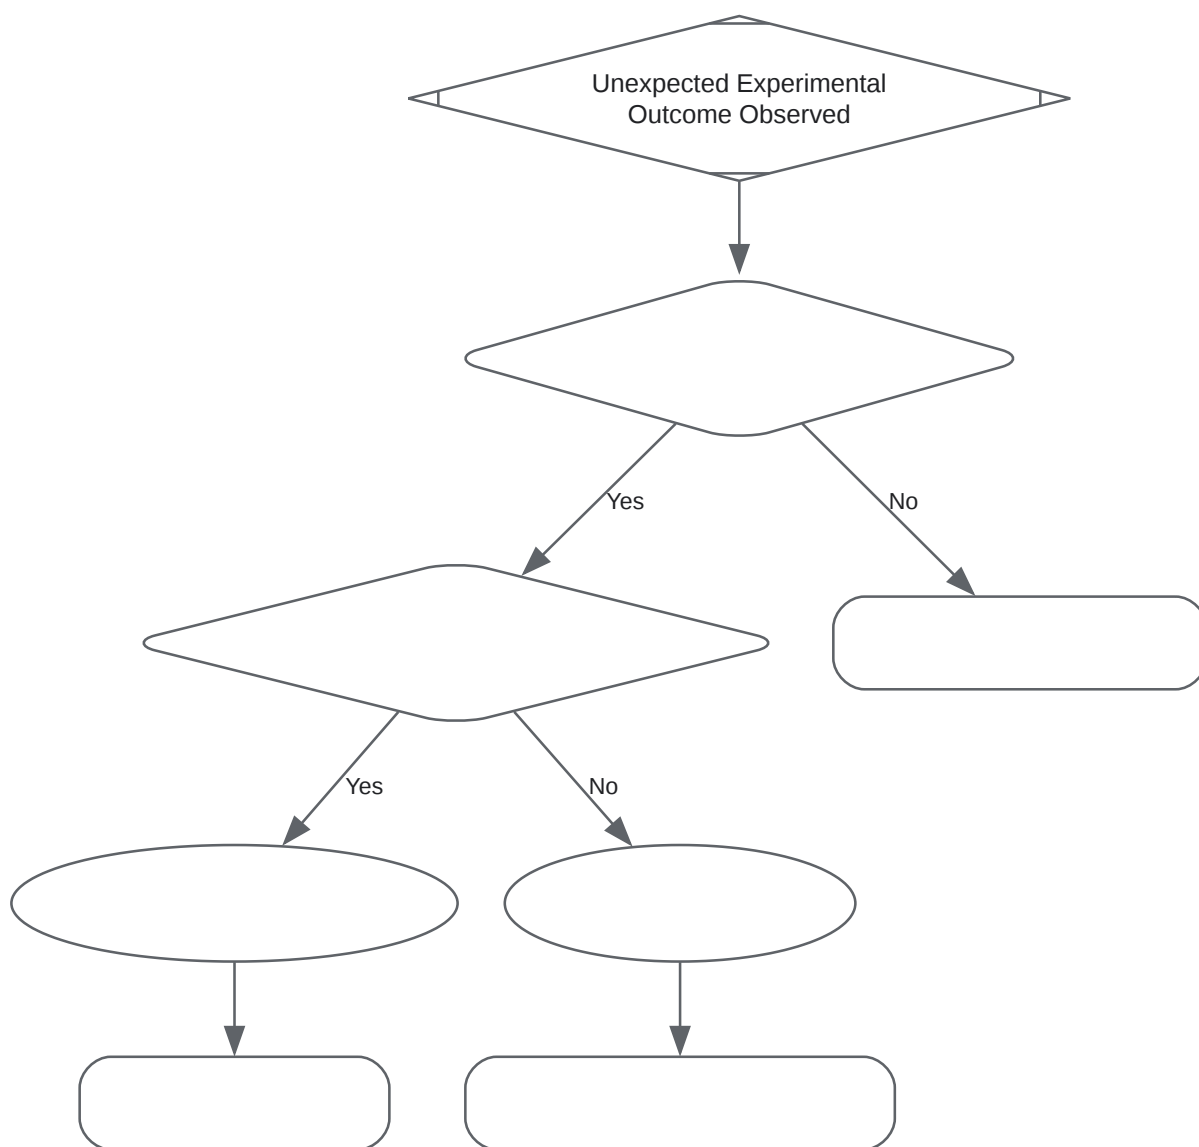 Unexpected Experimental
Outcome Observed
Yes
No
Yes
No